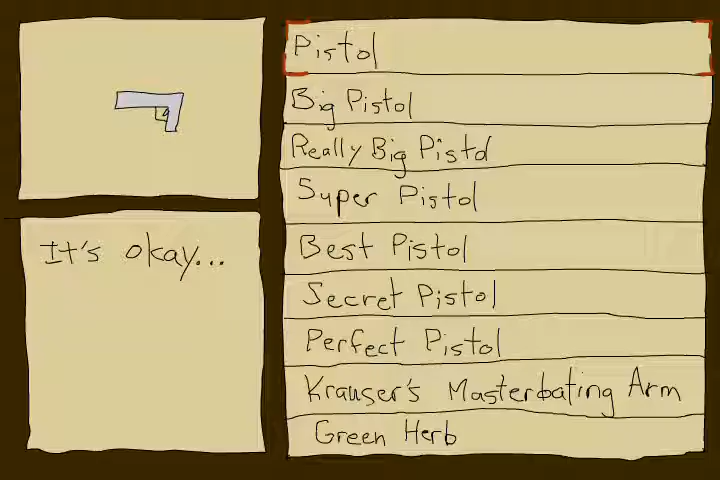 Pistol
Big Pistol
Really Big Pistol
Super Pistol
Best Pistol
Secret Pistol
Perfect Pistol
Krauser's Masterbating Arm
Green Herb
It's okay...